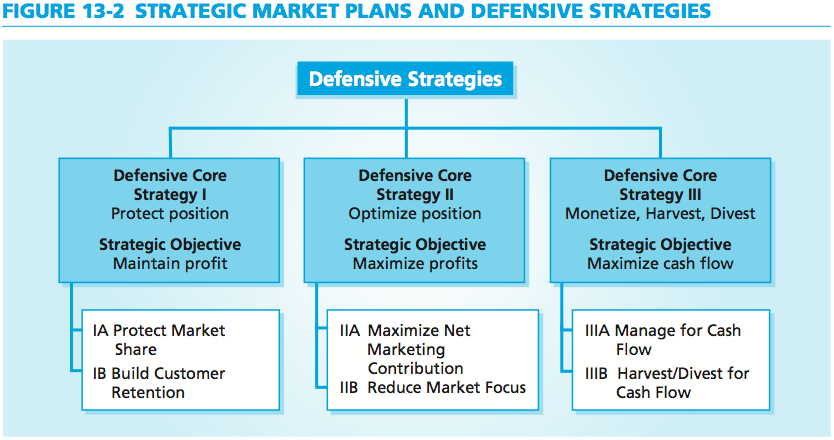 FIGURE 13-2 STRATEGIC MARKET PLANS AND DEFENSIVE STRATEGIES
Defensive Strategies
Defensive Core
Strategy I
Protect position
Strategic Objective
Maintain profit
Defensive Core
Strategy II
Optimize position
Strategic Objective
Maximize profits
Defensive Core
Strategy III
Monetize, Harvest, Divest
Strategic Objective
Maximize cash flow
IA Protect Market
Share
IB Build Customer
Retention
IIA Maximize Net
Marketing
Contribution
IIB Reduce Market Focus
IIIA Manage for Cash
Flow
IIIB Harvest/Divest for
Cash Flow